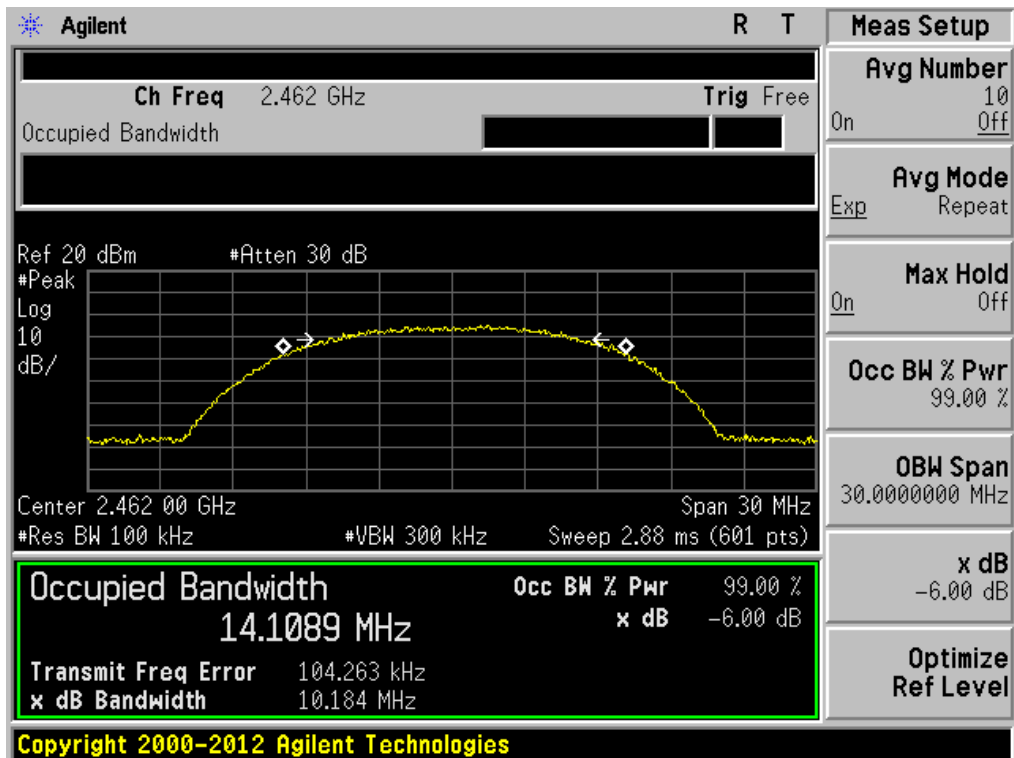 Agilent R T
Ch Freq 2.462 GHz Trig Free
Occupied Bandwidth
Ref 20 dBm #Atten 30 dB
#Peak
Log
10
dB/
Center 2.462 00 GHz Span 30 MHz
#Res BW 100 kHz #VBW 300 kHz Sweep 2.88 ms (601 pts)
Occupied Bandwidth Occ BW % Pwr 99.00 %
14.1089 MHz x dB -6.00 dB
Transmit Freq Error 104.263 kHz
x dB Bandwidth 10.184 MHz
Copyright 2000-2012 Agilent Technologies
Meas Setup
Avg Number
10
On Off
Avg Mode
Exp Repeat
Max Hold
On Off
Occ BW % Pwr
99.00 %
OBW Span
30.0000000 MHz
x dB
-6.00 dB
Optimize
Ref Level